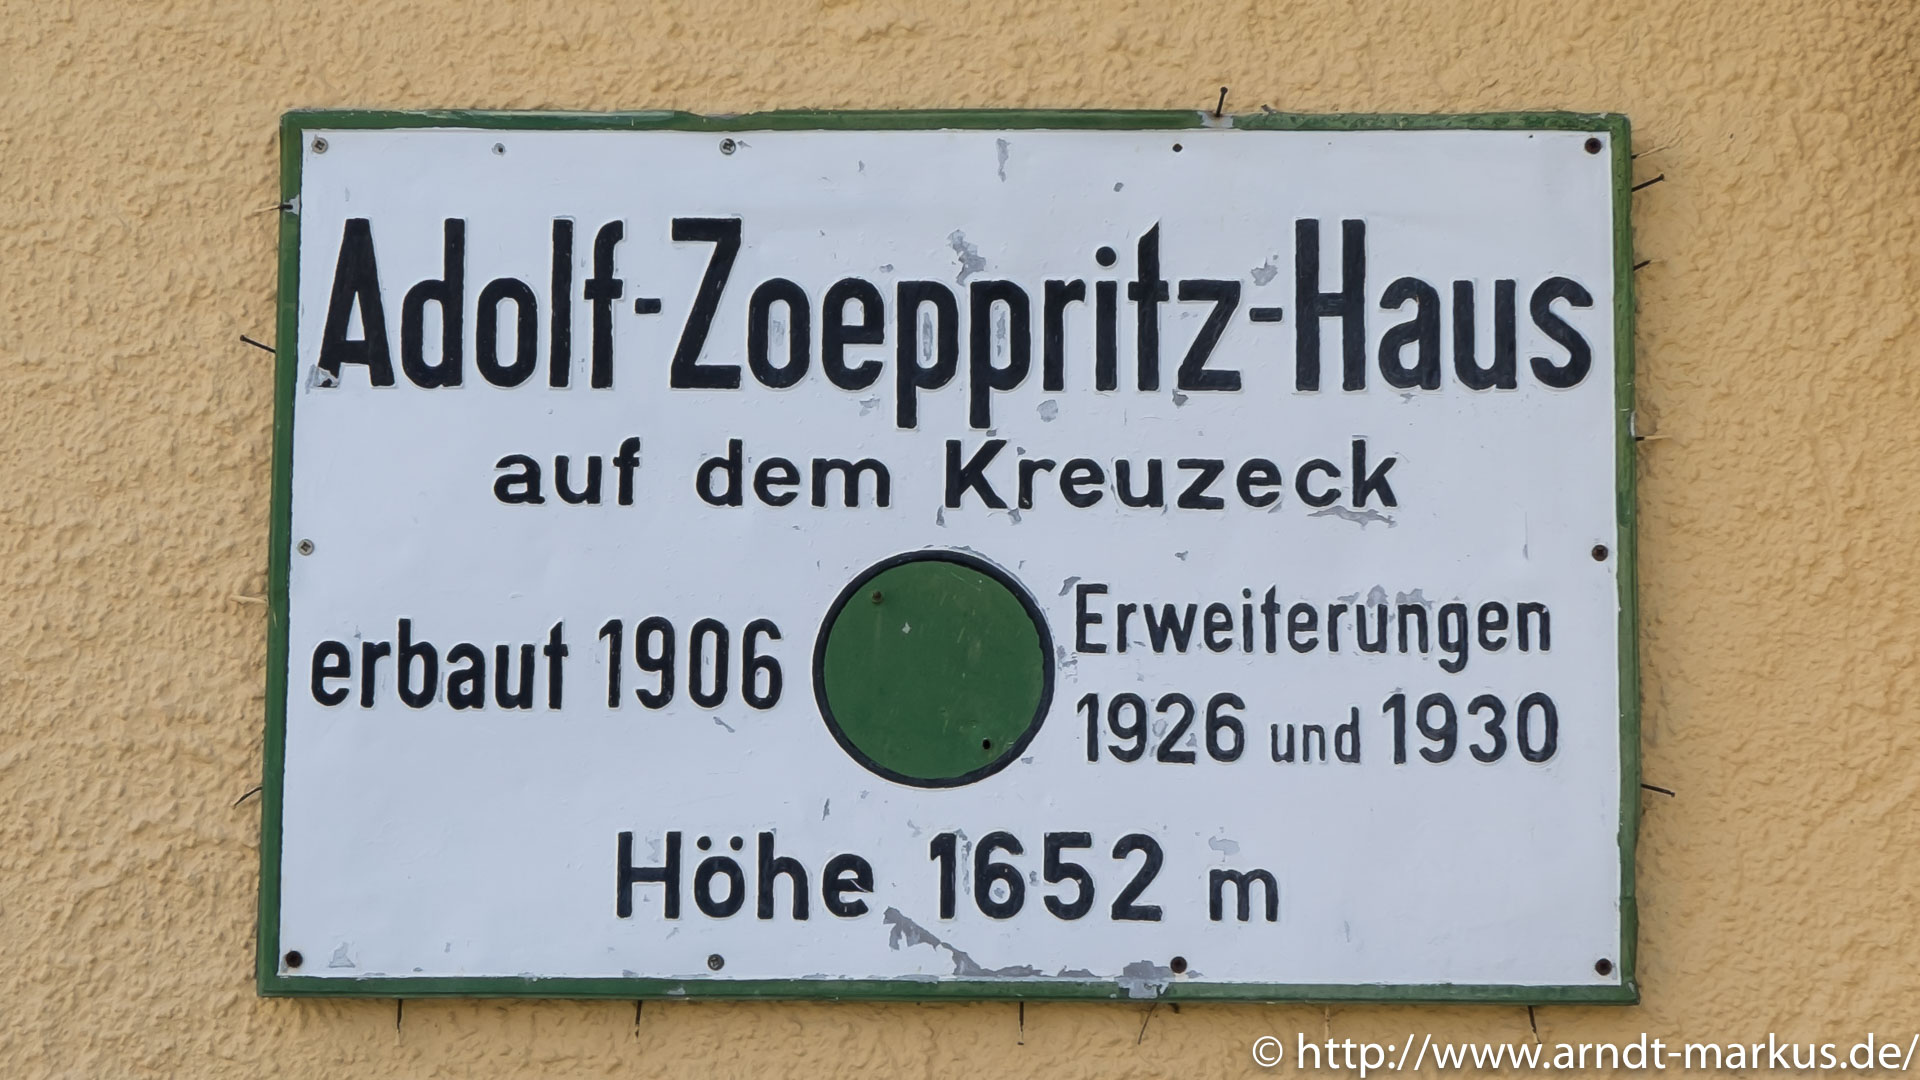 Adolf-Zoeppritz-Haus
auf dem Kreuzeck
erbaut 1906
Erweiterungen
1926 und 1930
Höhe 1652 m
© http://www.arndt-markus.de/